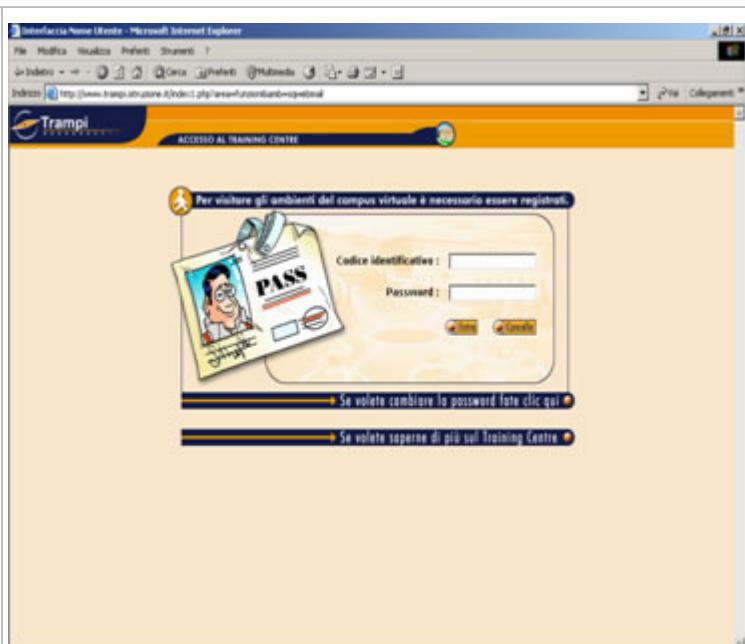 Interfaccia Nome Utente - Microsoft Internet Explorer
File Modifica Visualizza Preferiti Strumenti ?
Indietro Cerca Preferiti Multimedia
Indirizzo Vai Collegamenti
Trampi
ACCESSO AL TRAINING CENTRE
Per visitare gli ambienti del campus virtuale è necessario essere registrati.
PASS
Codice identificativo :
Password :
Entra Cancella
Se volete cambiare la password fate clic qui
Se volete saperne di più sul Training Centre